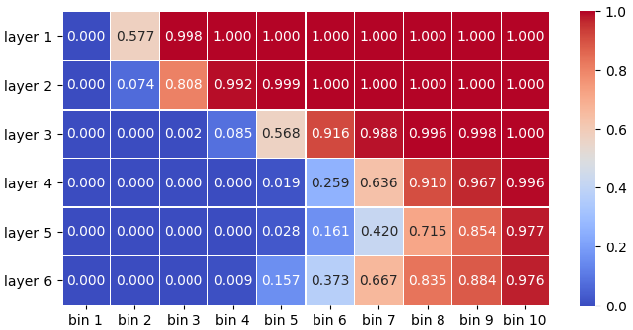 layer 1 0.000 0.577 0.998 1.000 1.000 1.000 1.000 1.000 1.000 1.000
layer 2 0.000 0.074 0.808 0.992 0.999 1.000 1.000 1.000 1.000 1.000
layer 3 0.000 0.000 0.002 0.085 0.568 0.916 0.988 0.996 0.998 1.000
layer 4 0.000 0.000 0.000 0.000 0.019 0.259 0.636 0.910 0.967 0.996
layer 5 0.000 0.000 0.000 0.000 0.028 0.161 0.420 0.715 0.854 0.977
layer 6 0.000 0.000 0.000 0.009 0.157 0.373 0.667 0.835 0.884 0.976
bin 1 bin 2 bin 3 bin 4 bin 5 bin 6 bin 7 bin 8 bin 9 bin 10
1.0
0.8
0.6
0.4
0.2
0.0